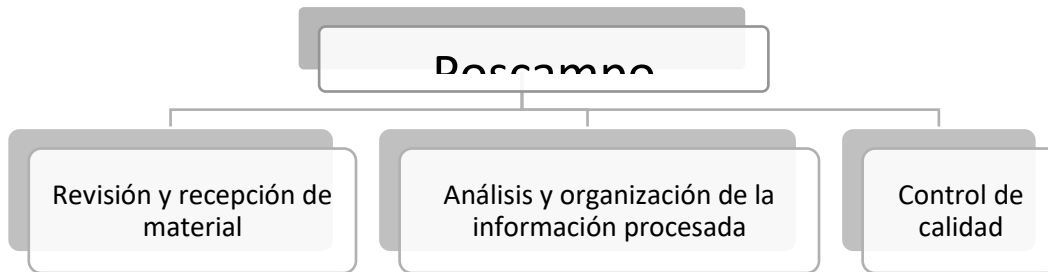 Poscampo
Revisión y recepción de
material
Análisis y organización de la
información procesada
Control de
calidad